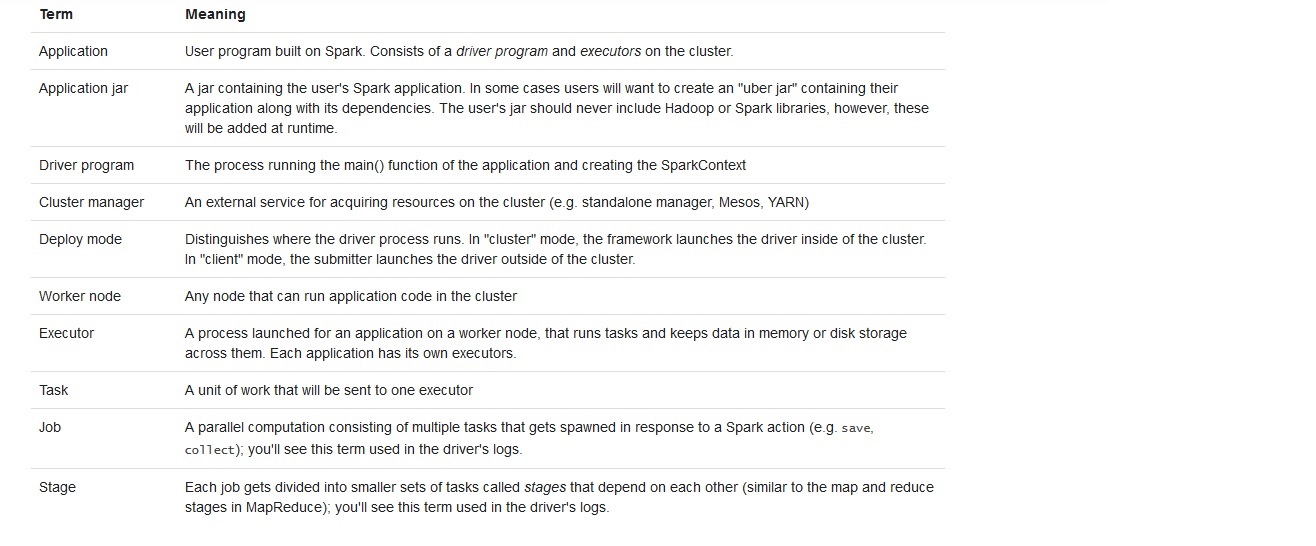 Term Meaning
Application User program built on Spark. Consists of a driver program and executors on the cluster.
Application jar A jar containing the user's Spark application. In some cases users will want to create an "uber jar" containing their
application along with its dependencies. The user's jar should never include Hadoop or Spark libraries, however, these
will be added at runtime.
Driver program The process running the main() function of the application and creating the SparkContext
Cluster manager An external service for acquiring resources on the cluster (e.g. standalone manager, Mesos, YARN)
Deploy mode Distinguishes where the driver process runs. In "cluster" mode, the framework launches the driver inside of the cluster.
In "client" mode, the submitter launches the driver outside of the cluster.
Worker node Any node that can run application code in the cluster
Executor A process launched for an application on a worker node, that runs tasks and keeps data in memory or disk storage
across them. Each application has its own executors.
Task A unit of work that will be sent to one executor
Job A parallel computation consisting of multiple tasks that gets spawned in response to a Spark action (e.g. save,
collect); you'll see this term used in the driver's logs.
Stage Each job gets divided into smaller sets of tasks called stages that depend on each other (similar to the map and reduce
stages in MapReduce); you'll see this term used in the driver's logs.